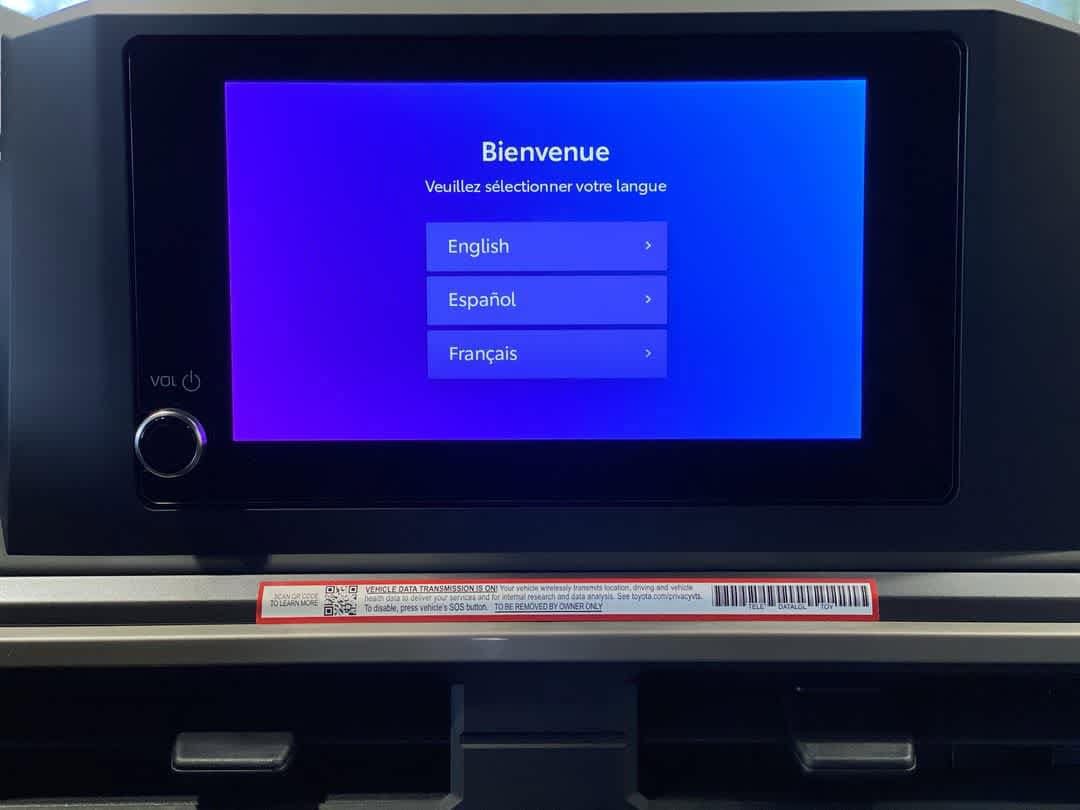 Bienvenue
Veuillez sélectionner votre langue
English
Español
Français
VOL
SCAN QR CODE
TO LEARN MORE
VEHICLE DATA TRANSMISSION IS ON! Your vehicle wirelessly transmits location, driving and vehicle
health data to deliver your services and for internal research and data analysis. See toyota.com/privacyvts.
To disable, press vehicle's SOS button. TO BE REMOVED BY OWNER ONLY
TELE DATALBL TOY